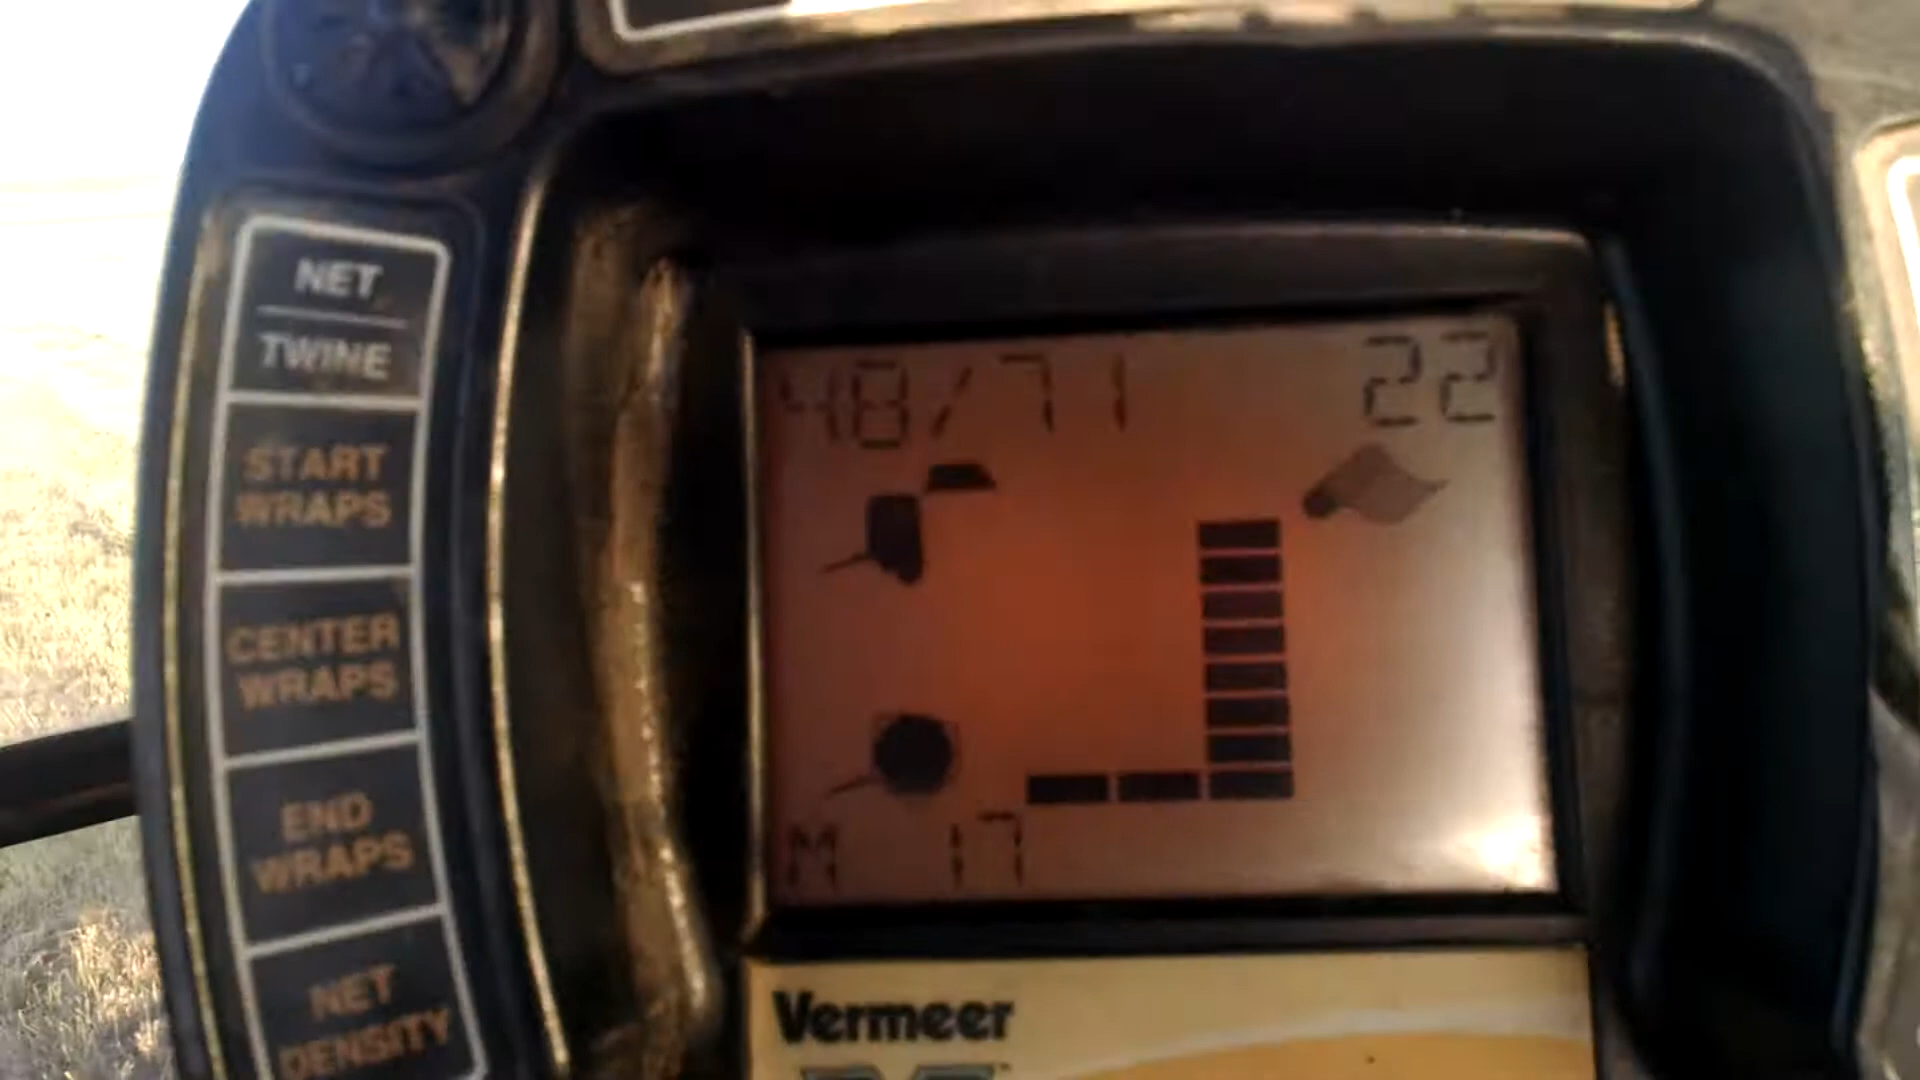 NET
TWINE
START
WRAPS
CENTER
WRAPS
END
WRAPS
NET
DENSITY
48/71 22
M 17
Vermeer